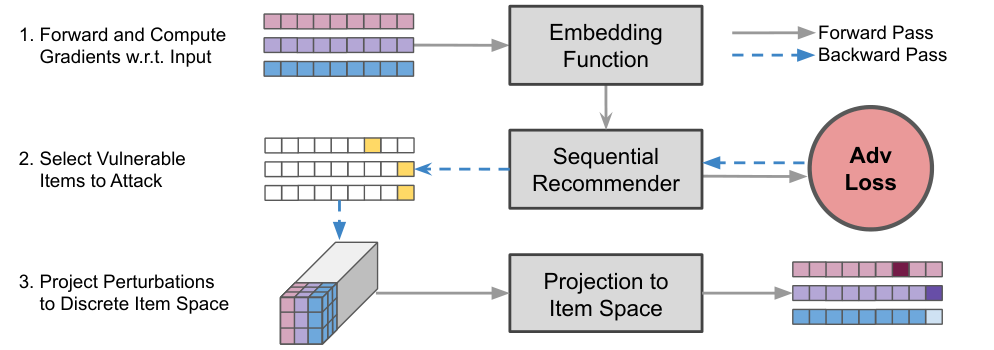 1. Forward and Compute
Gradients w.r.t. Input
Embedding
Function
Forward Pass
Backward Pass
2. Select Vulnerable
Items to Attack
Sequential
Recommender
Adv
Loss
3. Project Perturbations
to Discrete Item Space
Projection to
Item Space